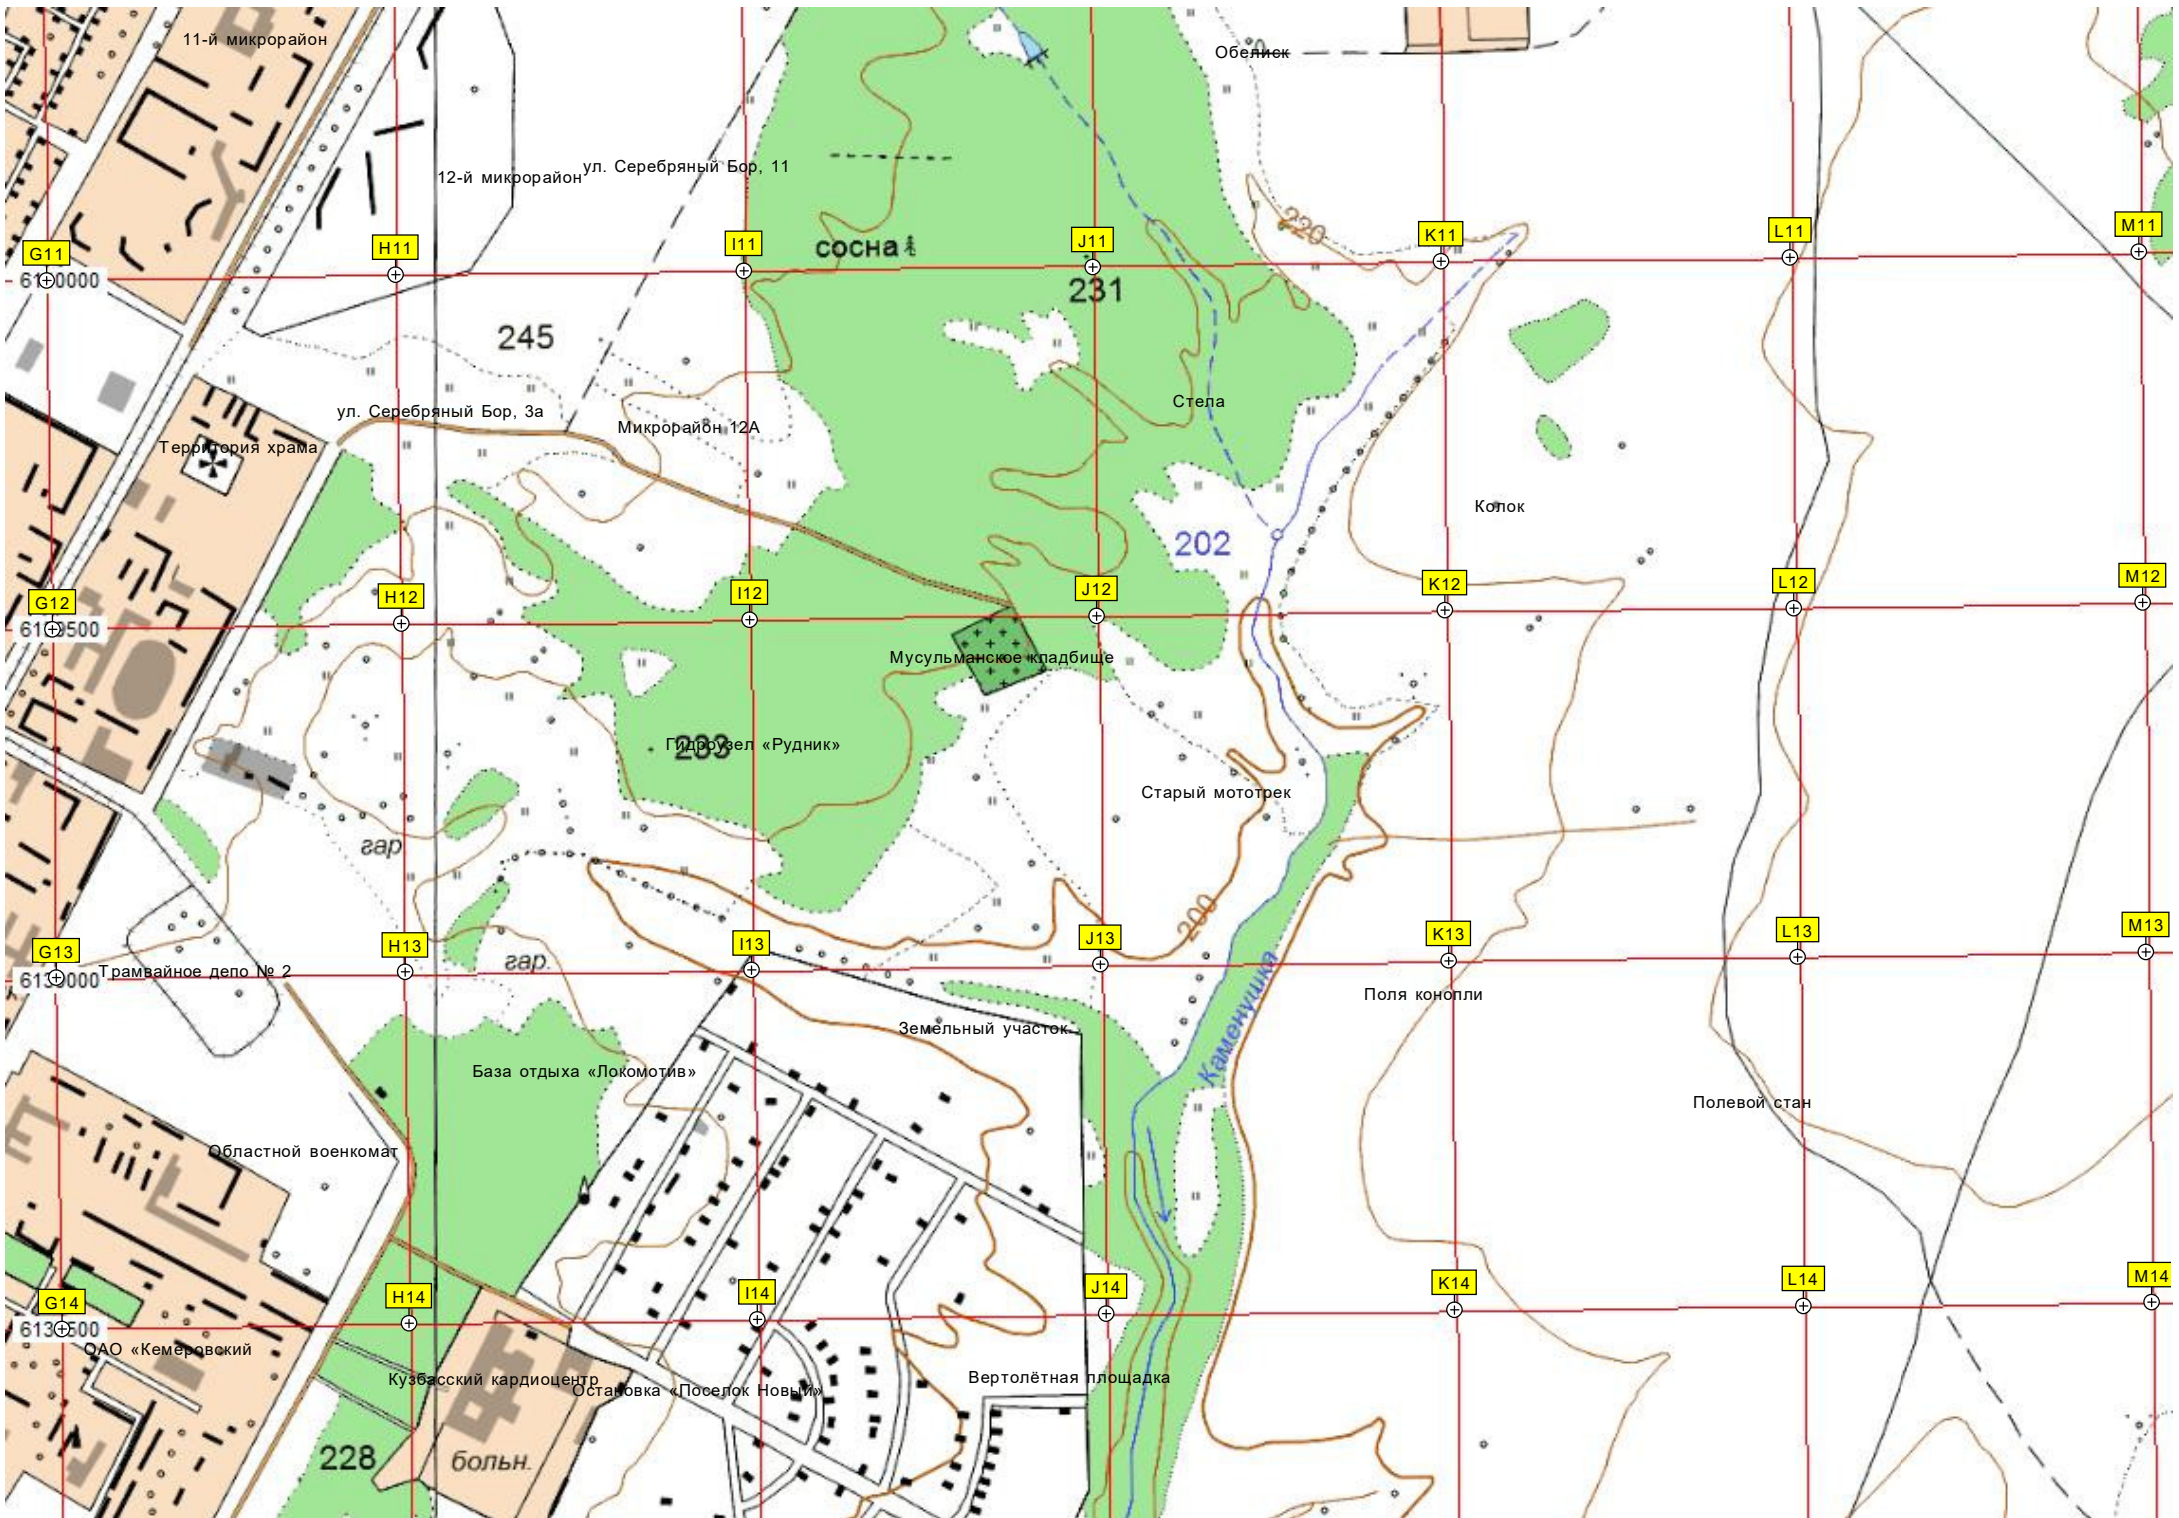 11-й микрорайон
Обелиск
12-й микрорайон
ул. Серебряный Бор, 11
220
G11
H11
I11
сосна
J11
K11
L11
M11
231
245
ул. Серебряный Бор, 3а
Микрорайон 12А
Стела
Территория храма
Колок
202
G12
H12
I12
J12
K12
L12
M12
Мусульманское кладбище
Гидроузел «Рудник»
Старый мототрек
гар
200
G13
H13
гар.
I13
J13
K13
L13
M13
Трамвайное депо № 2
Поля конопли
Земельный участок
Каменушка
База отдыха «Локомотив»
Полевой стан
Областной военкомат
G14
H14
I14
J14
K14
L14
M14
ОАО «Кемеровский
Кузбасский кардиоцентр
Остановка «Поселок Новый»
Вертолётная площадка
228
больн.